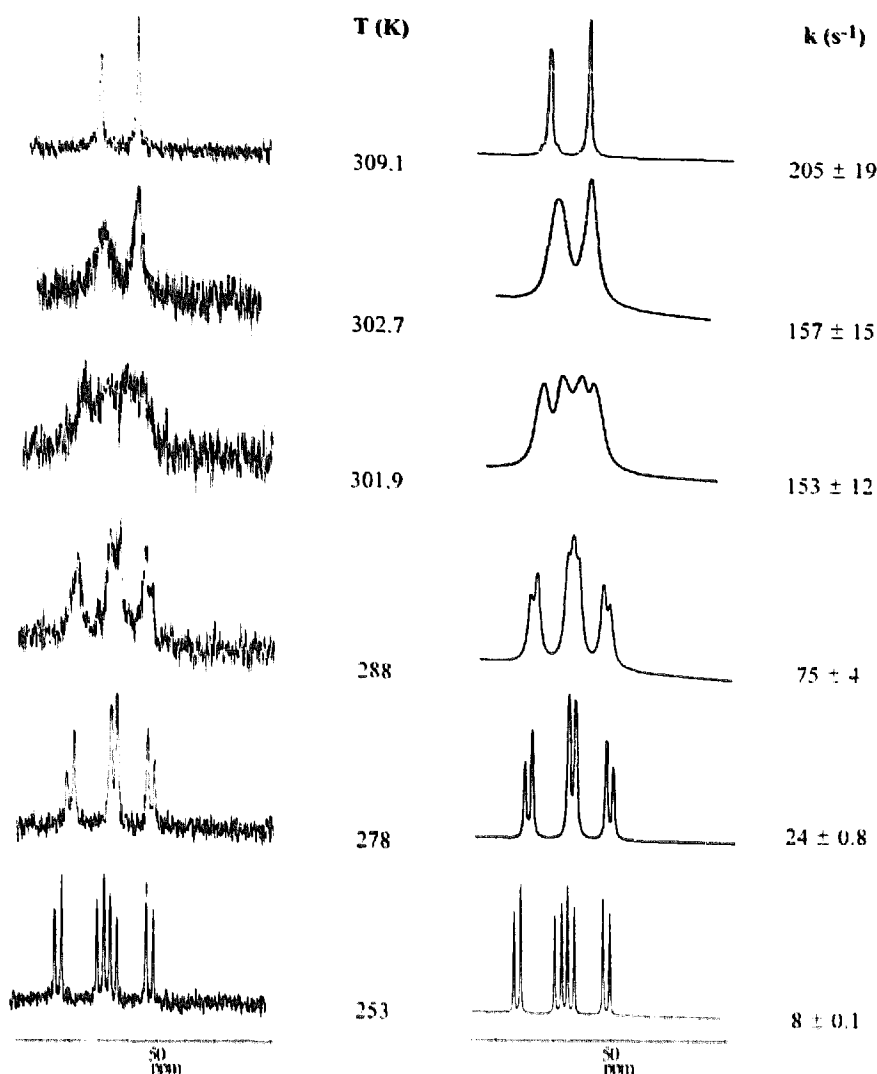 T (K)
k (s-1)
309.1
205 ± 19
302.7
157 ± 15
301.9
153 ± 12
288
75 ± 4
278
24 ± 0.8
253
8 ± 0.1
50
ppm
50
ppm